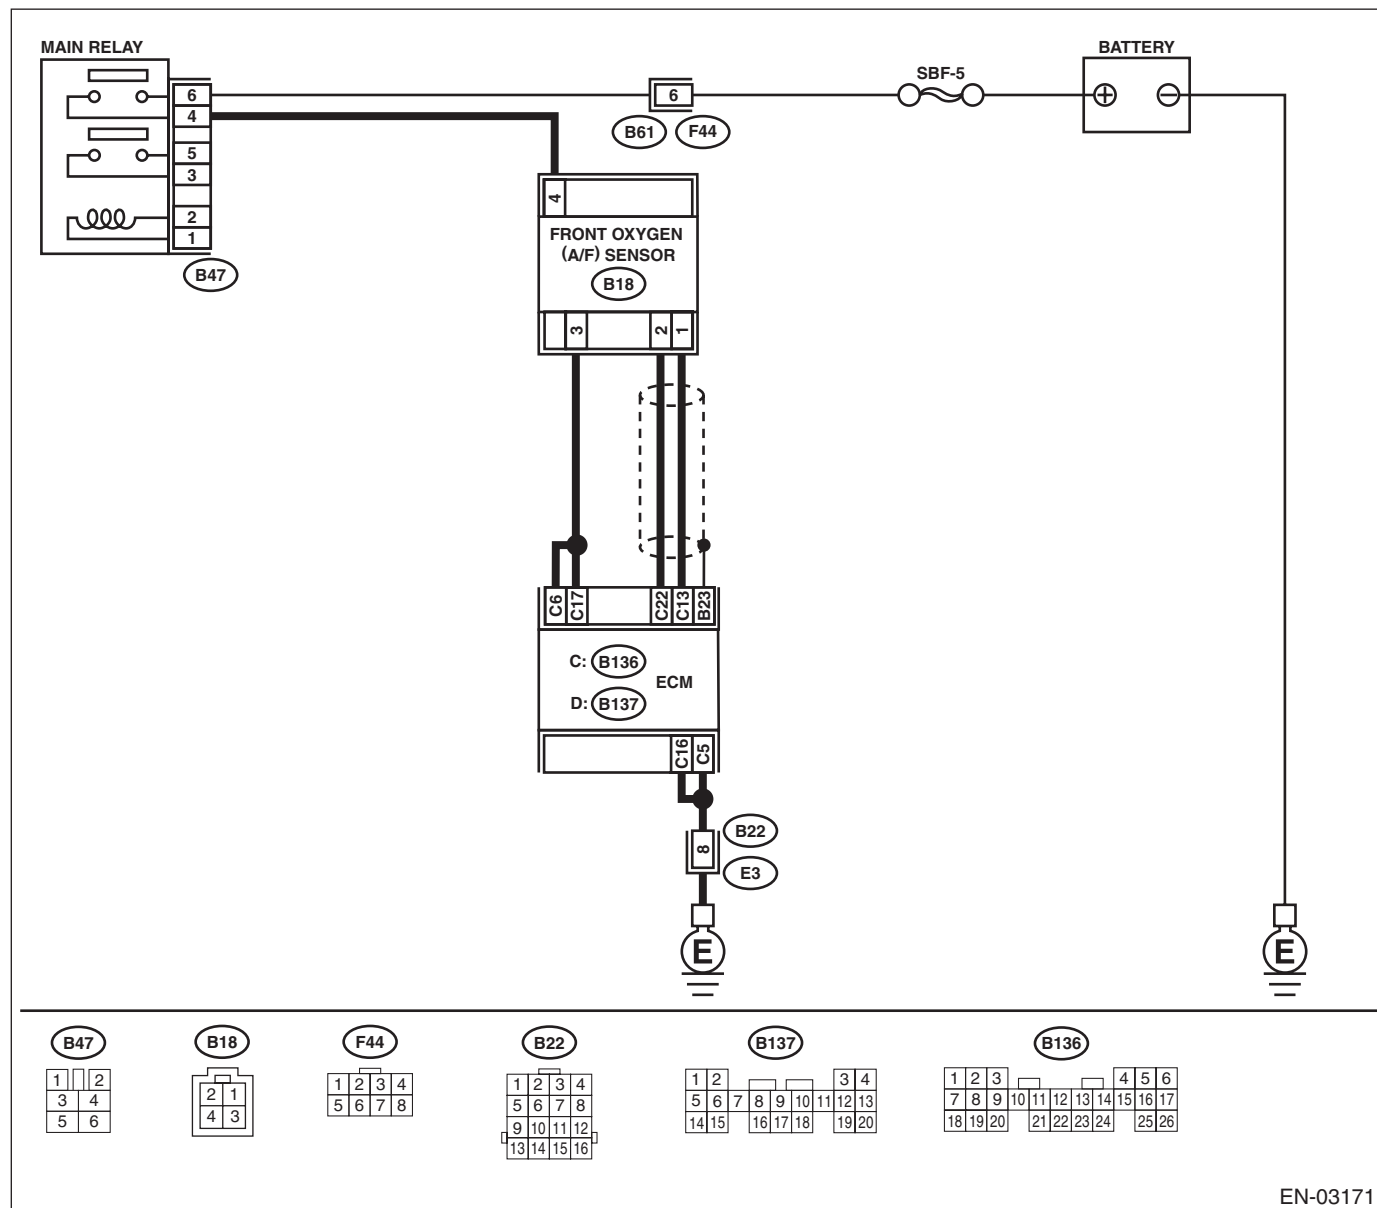 MAIN RELAY
BATTERY
SBF-5
6
4
5
3
2
1
B47
6
B61 F44
+ −
4
FRONT OXYGEN
(A/F) SENSOR
B18
3 2 1
C6 C17 C22 C13 B23
C: B136
ECM
D: B137
C16 C5
B22
8
E3
E E
B47 B18 F44 B22 B137 B136
1 2
3 4
5 6
2 1
4 3
1 2 3 4
5 6 7 8
1 2 3 4
5 6 7 8
9 10 11 12
13 14 15 16
1 2 3 4
5 6 7 8 9 10 11 12 13
14 15 16 17 18 19 20
1 2 3 4 5 6
7 8 9 10 11 12 13 14 15 16 17
18 19 20 21 22 23 24 25 26
EN-03171